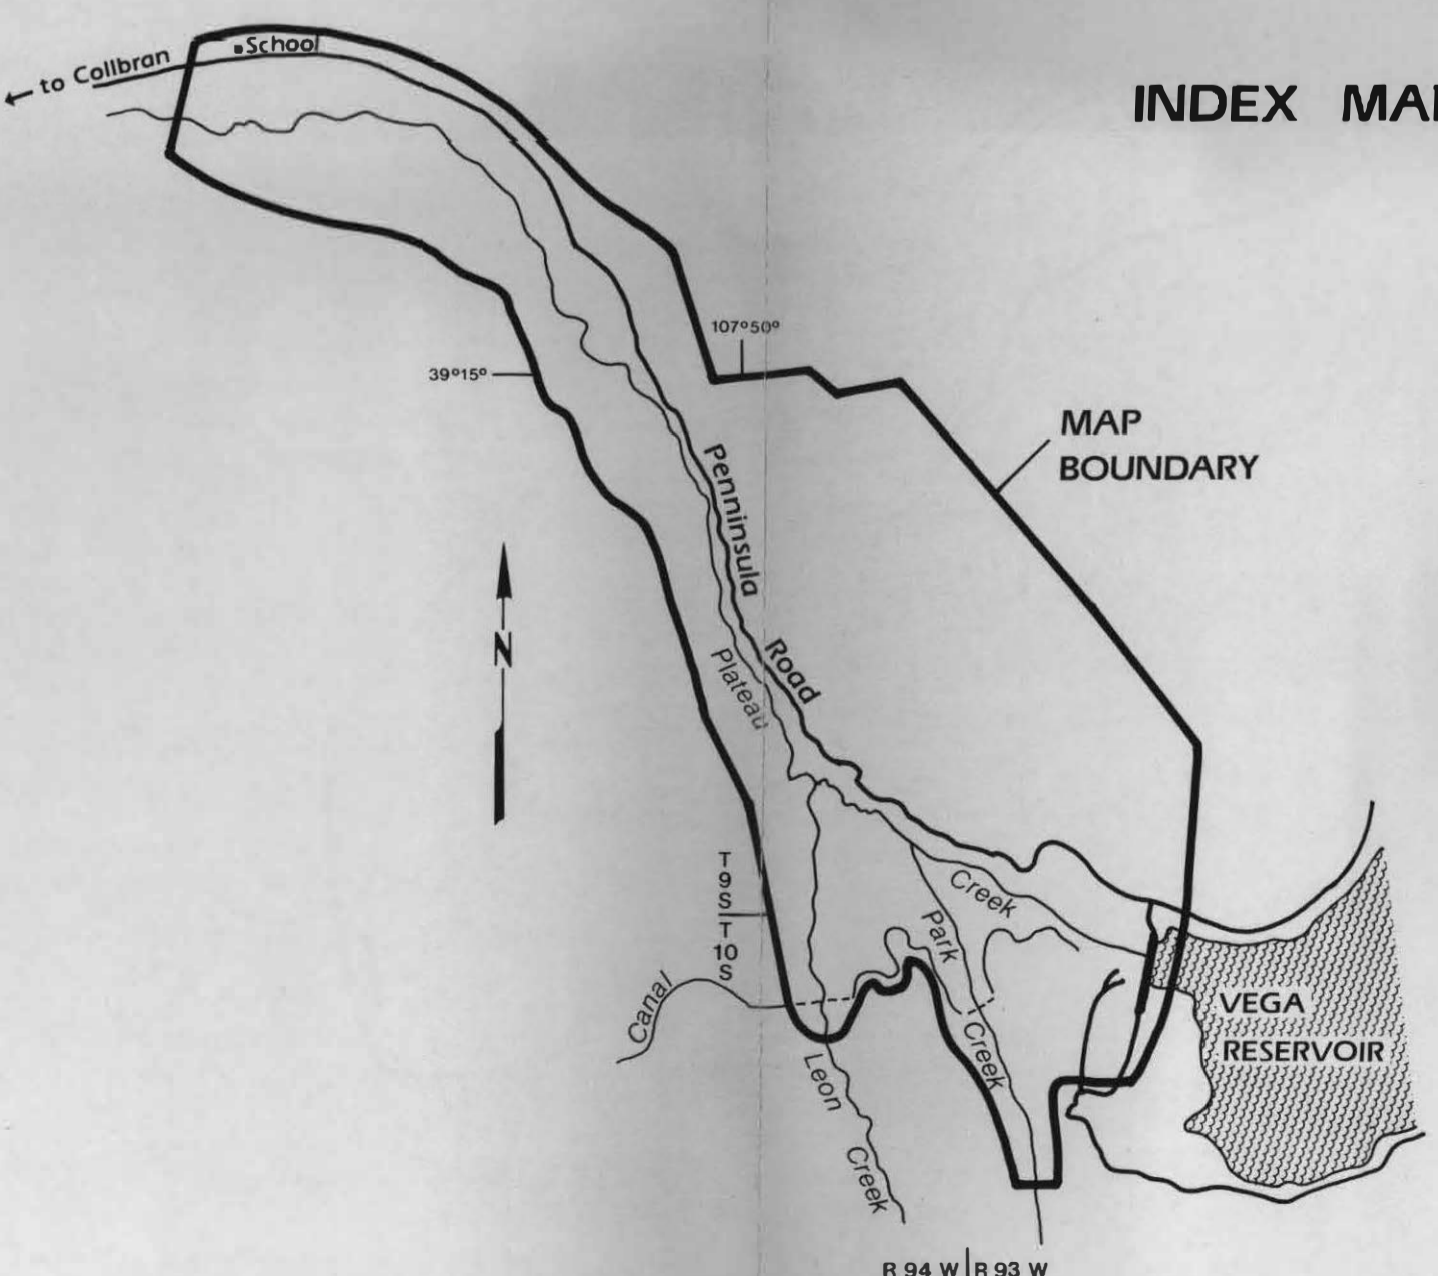 ← to Collbran
School
INDEX MAP
107°50°
39°15°
MAP
BOUNDARY
Penninsula
Road
N
Plateau
Creek
T
9
S
T
10
S
Park
Creek
Canal
Leon
Creek
VEGA
RESERVOIR
R 94 W R 93 W